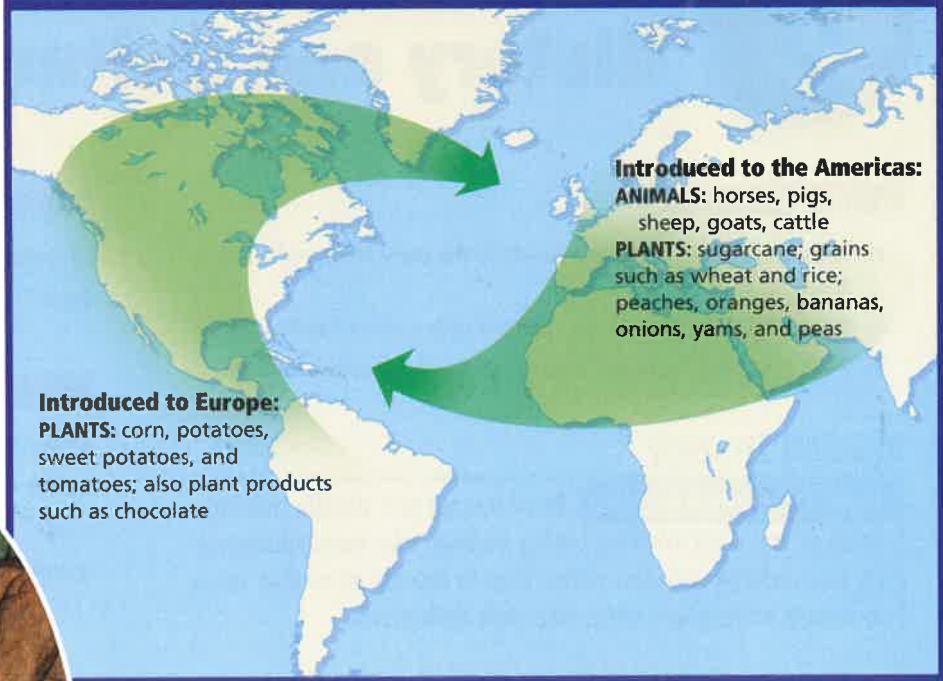 Introduced to the Americas:
ANIMALS: horses, pigs,
sheep, goats, cattle
PLANTS: sugarcane; grains
such as wheat and rice;
peaches, oranges, bananas,
onions, yams, and peas
Introduced to Europe:
PLANTS: corn, potatoes,
sweet potatoes, and
tomatoes; also plant products
such as chocolate